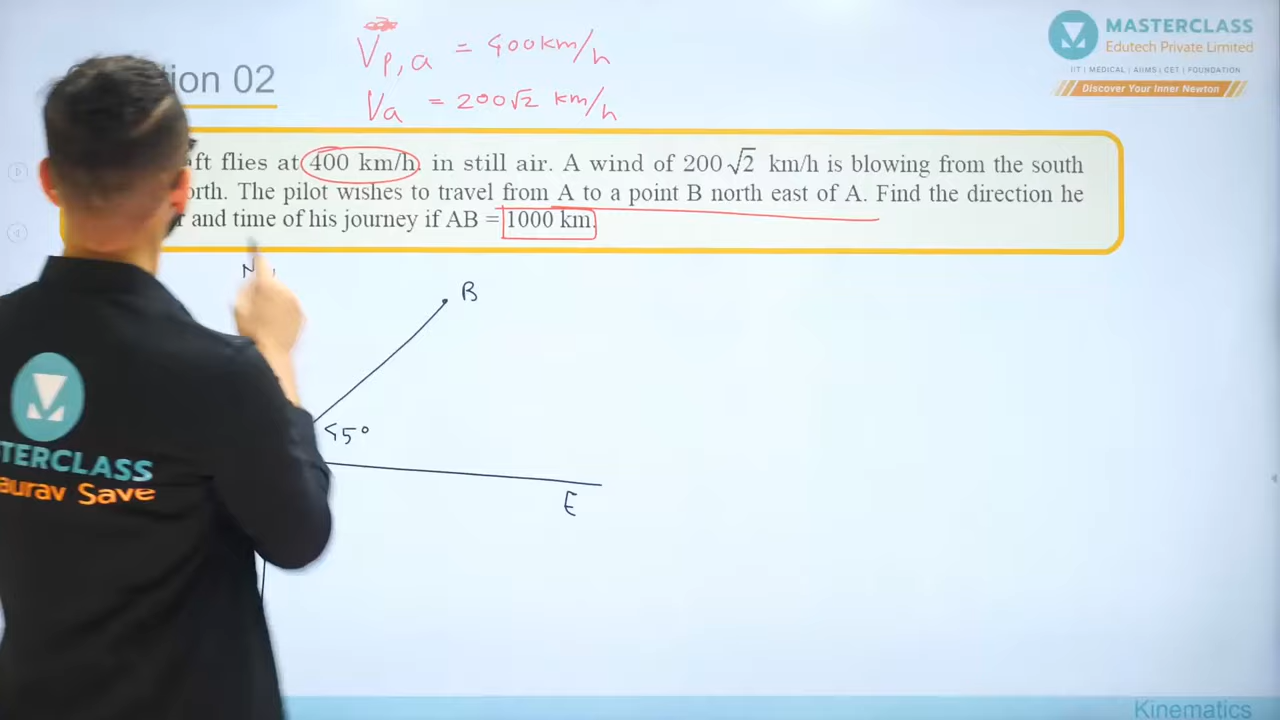 V p, a = 400 km/h
Va = 200√2 km/h
MASTERCLASS
Edutech Private Limited
IIT | MEDICAL | AIIMS | CET | FOUNDATION
Discover Your Inner Newton
tion 02
ft flies at 400 km/h in still air. A wind of 200√2 km/h is blowing from the south
orth. The pilot wishes to travel from A to a point B north east of A. Find the direction he
and time of his journey if AB = 1000 km.
N
B
45°
E
TERCLASS
aurav Save
Kinematics